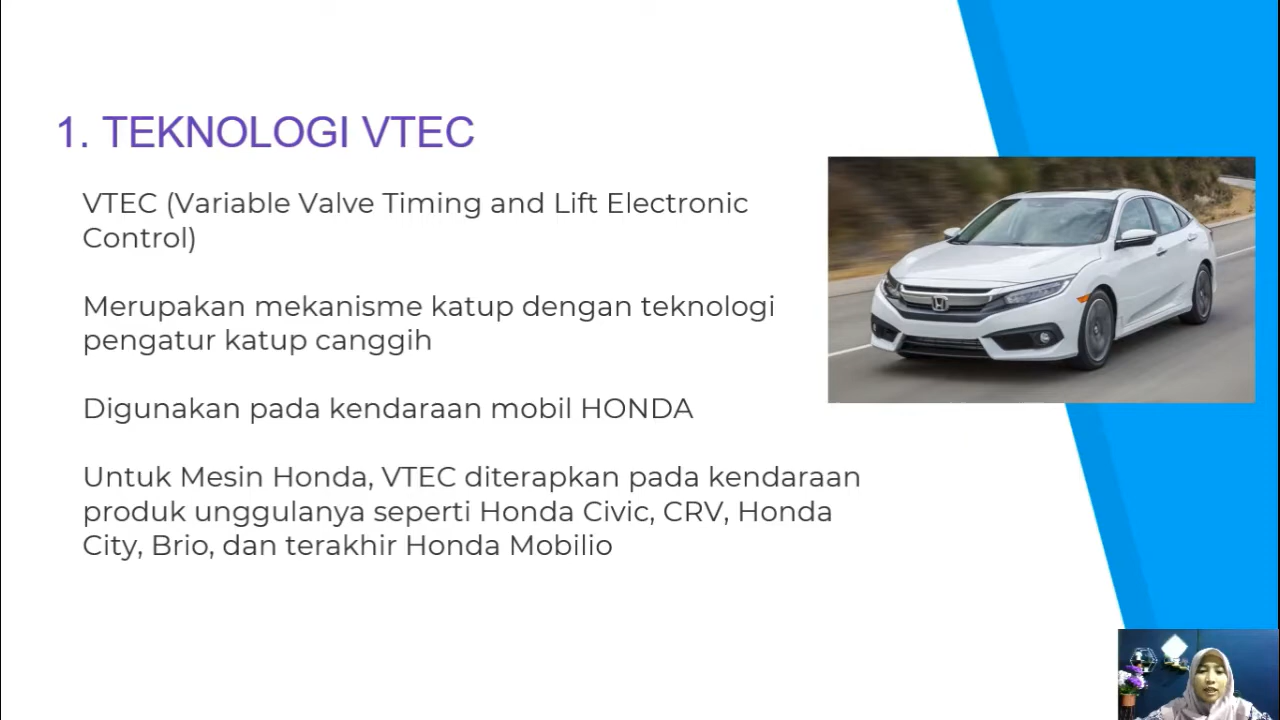 1. TEKNOLOGI VTEC
VTEC (Variable Valve Timing and Lift Electronic
Control)
Merupakan mekanisme katup dengan teknologi
pengatur katup canggih
Digunakan pada kendaraan mobil HONDA
Untuk Mesin Honda, VTEC diterapkan pada kendaraan
produk unggulanya seperti Honda Civic, CRV, Honda
City, Brio, dan terakhir Honda Mobilio